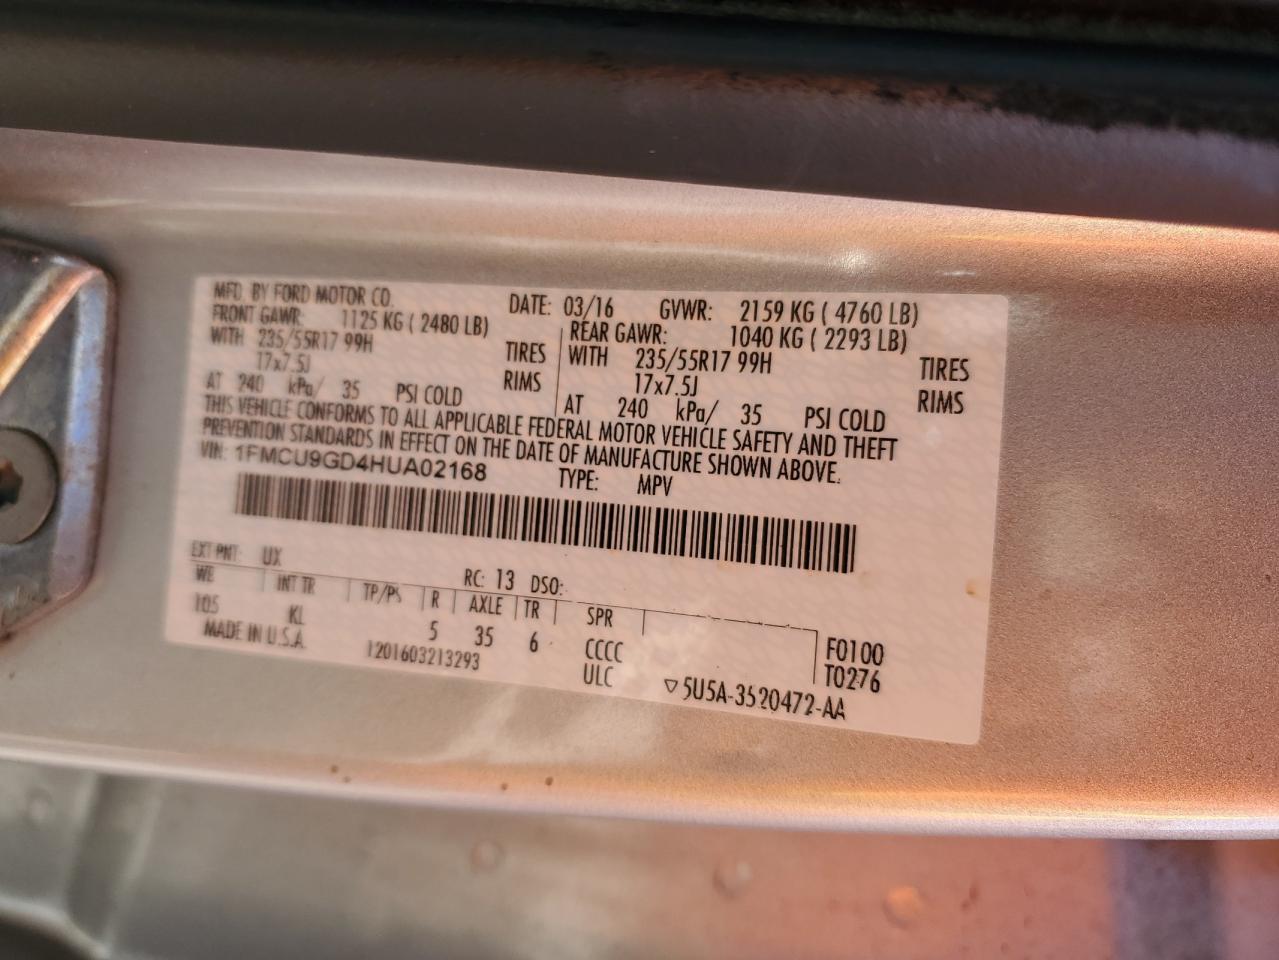 MFD. BY FORD MOTOR CO. DATE: 03/16 GVWR: 2159 KG ( 4760 LB)
FRONT GAWR: 1125 KG ( 2480 LB) REAR GAWR: 1040 KG ( 2293 LB)
WITH 235/55R17 99H TIRES WITH 235/55R17 99H TIRES
17x7.5J RIMS 17x7.5J RIMS
AT 240 kPa/ 35 PSI COLD AT 240 kPa/ 35 PSI COLD
THIS VEHICLE CONFORMS TO ALL APPLICABLE FEDERAL MOTOR VEHICLE SAFETY AND THEFT
PREVENTION STANDARDS IN EFFECT ON THE DATE OF MANUFACTURE SHOWN ABOVE.
VIN: 1FMCU9GD4HUA02168 TYPE: MPV
EXT PNT: UX RC: 13 DSO:
WB INT TR TP/PS R AXLE TR SPR
105 KL 5 35 6 CCCC F0100
MADE IN U.S.A. 1201603213293 ULC T0276
▽5U5A-3520472-AA